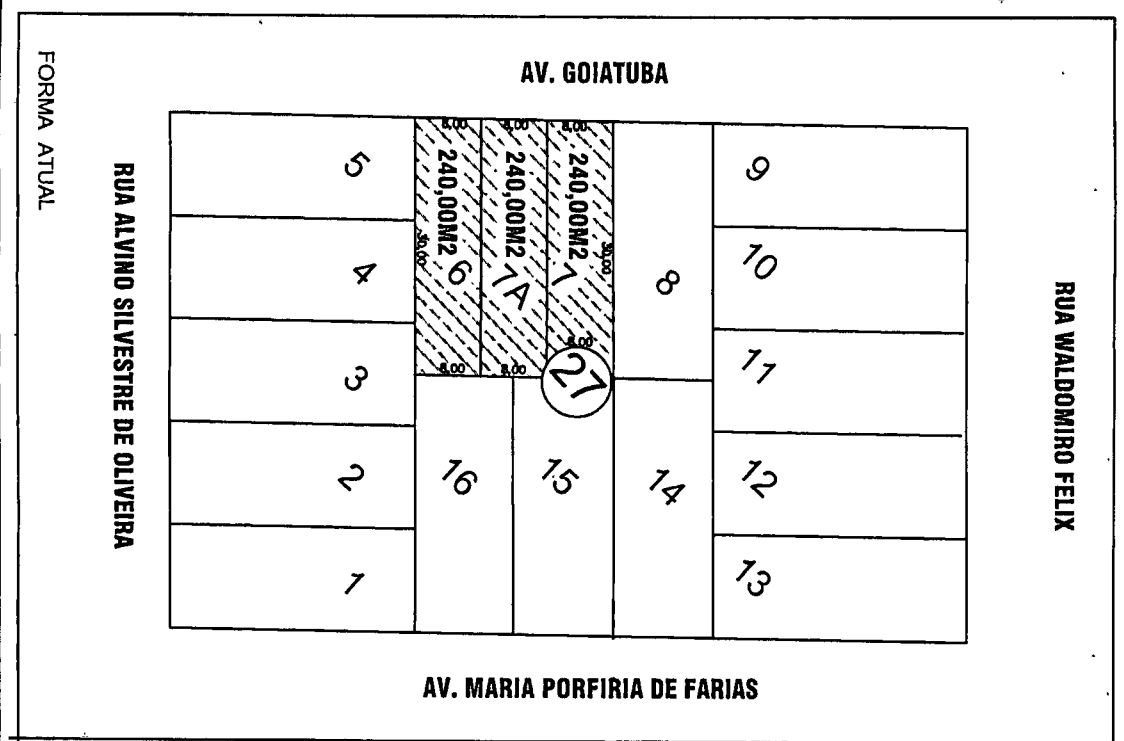 FORMA ATUAL
AV. GOIATUBA
RUA ALVINO SILVESTRE DE OLIVEIRA
RUA WALDOMIRO FELIX
8,00 8,00 8,00
5
240,00M2 240,00M2 240,00M2
9
30,00 30,00
4
6 7A 7
8
10
8,00
3
8,00 8,00
27
11
2
16
15
14
12
1
13
AV. MARIA PORFIRIA DE FARIAS